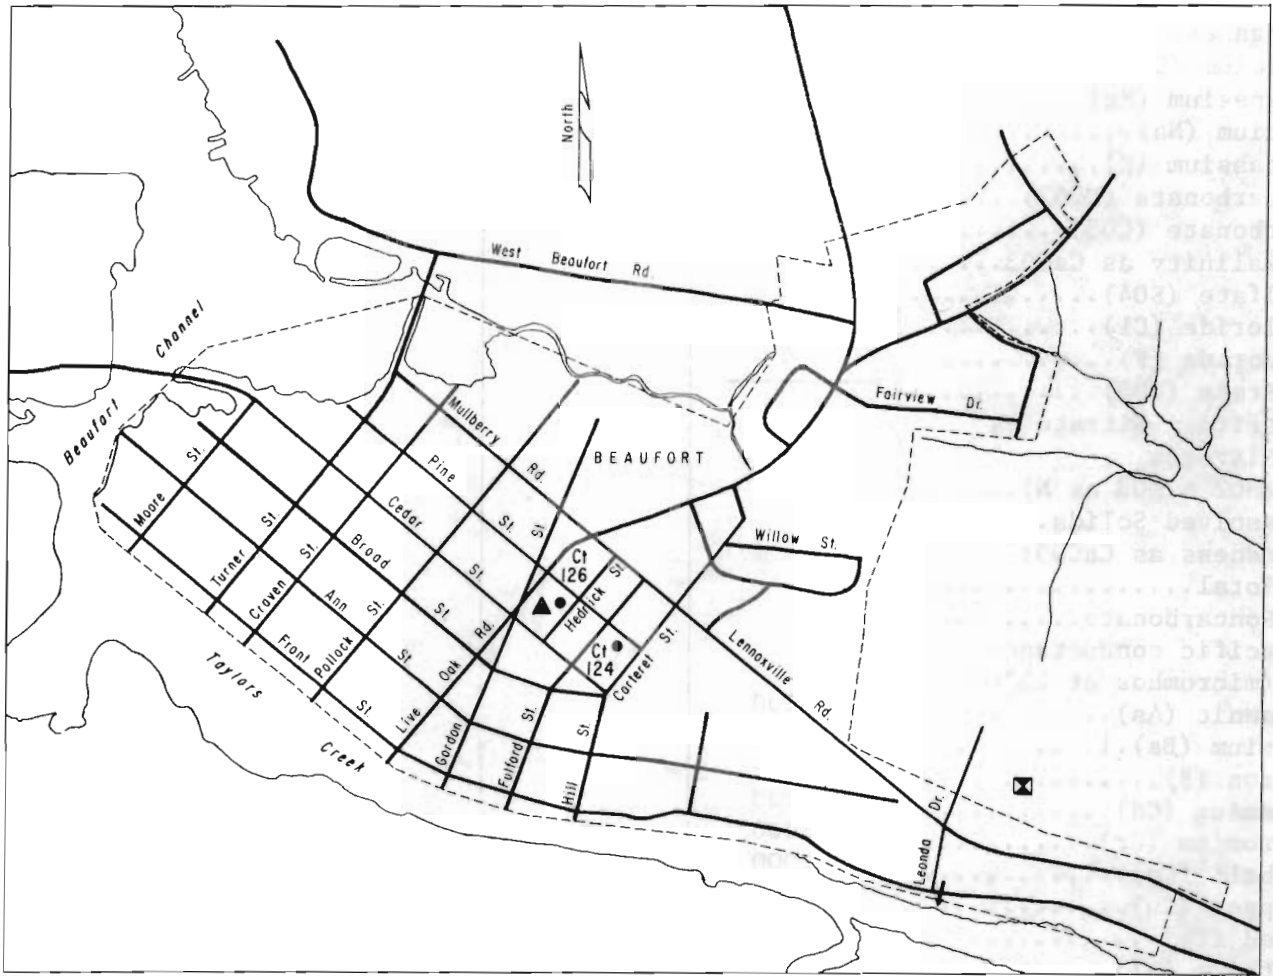 North
West Beaufort Rd.
Channel
Beaufort
Fairview Dr.
Mullberry Rd.
BEAUFORT
Pine St.
St.
Cedar St.
Willow St.
Moore St.
Turner St.
Craven St.
Broad St.
Ct
126
Hedrick St.
Ann St.
Pollock St.
Front St.
Live Oak Rd.
Ct
124
Carteret St.
Lennoxville Rd.
Taylors
Creek
Gordon
Fulford St.
Hill St.
Leonda Dr.